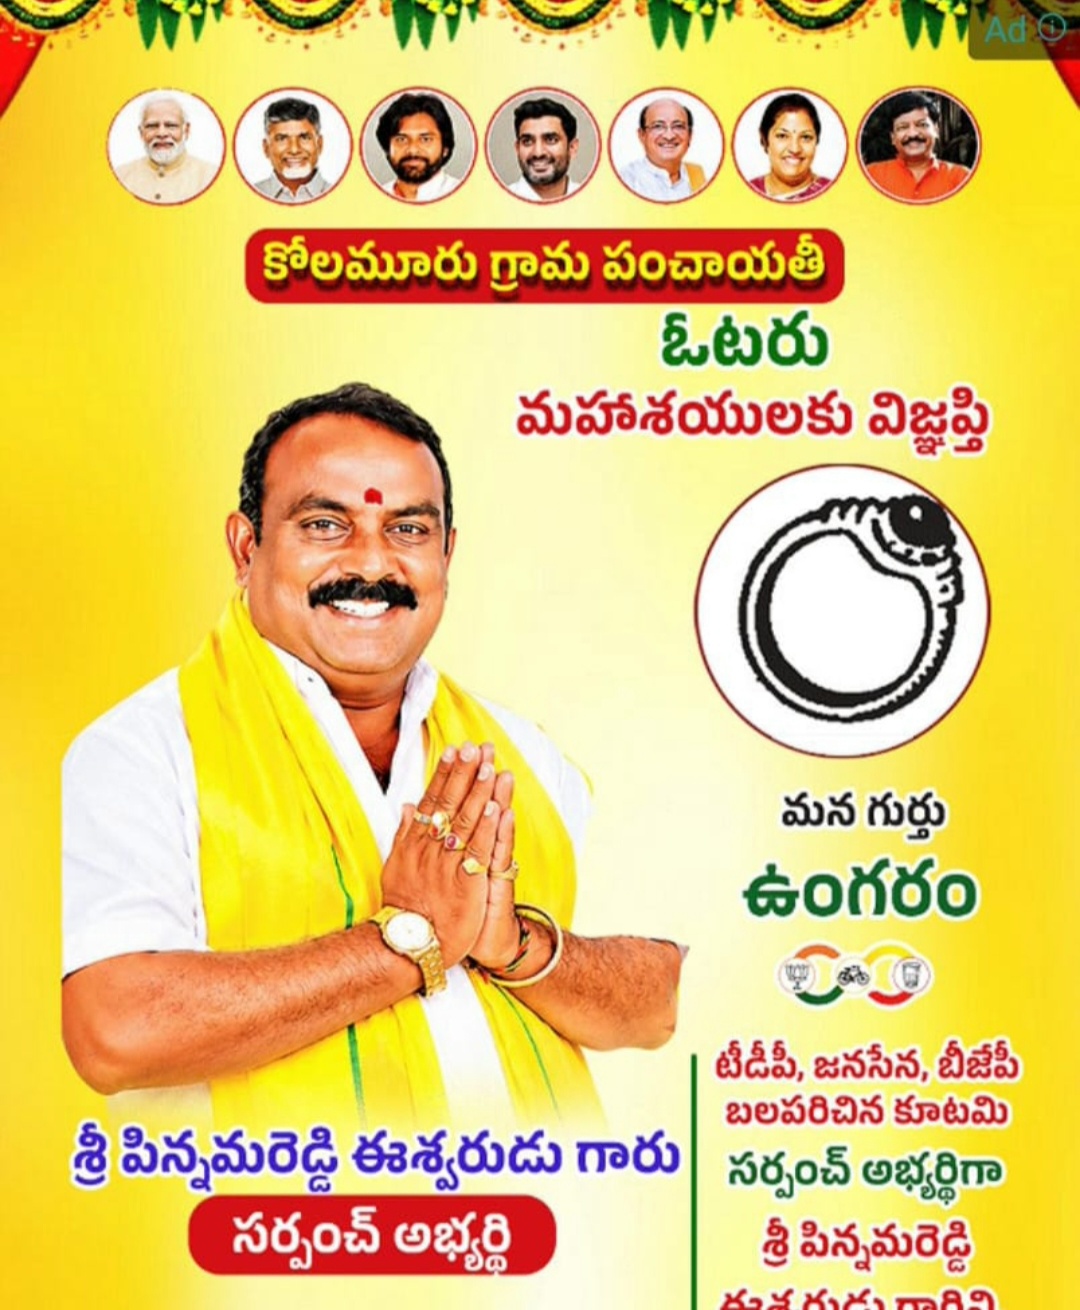 Ad
కోలమూరు గ్రామ పంచాయతీ
ఓటరు
మహాశయులకు విజ్ఞప్తి
మన గుర్తు
ఉంగరం
టీడీపీ, జనసేన, బీజేపీ
బలపరిచిన కూటమి
సర్పంచ్ అభ్యర్థిగా
శ్రీ పిన్నమరెడ్డి
శ్రీ పిన్నమరెడ్డి ఈశ్వరుడు గారు
సర్పంచ్ అభ్యర్థి